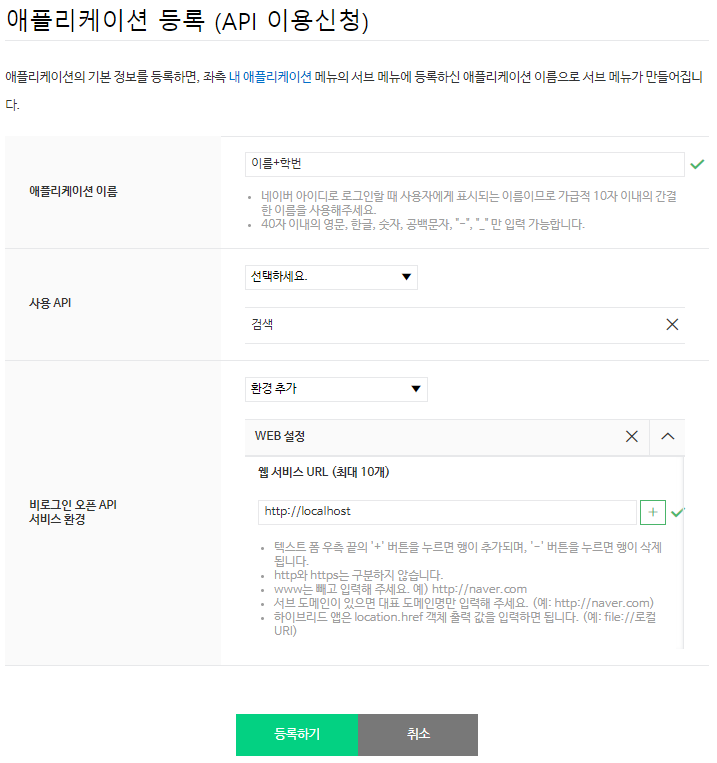 애플리케이션 등록 (API 이용신청)
애플리케이션의 기본 정보를 등록하면, 좌측 내 애플리케이션 메뉴의 서브 메뉴에 등록하신 애플리케이션 이름으로 서브 메뉴가 만들어집니
다.
애플리케이션 이름
이름+학번
네이버 아이디로 로그인할 때 사용자에게 표시되는 이름이므로 가급적 10자 이내의 간결
한 이름을 사용해주세요.
40자 이내의 영문, 한글, 숫자, 공백문자, "-", "_" 만 입력 가능합니다.
사용 API
선택하세요.
검색
비로그인 오픈 API
서비스 환경
환경 추가
WEB 설정
웹 서비스 URL (최대 10개)
http://localhost
+
텍스트 폼 우측 끝의 '+' 버튼을 누르면 행이 추가되며, '-' 버튼을 누르면 행이 삭제
됩니다.
http와 https는 구분하지 않습니다.
www는 빼고 입력해 주세요. 예) http://naver.com
서브 도메인이 있으면 대표 도메인명만 입력해 주세요. (예: http://naver.com)
하이브리드 앱은 location.href 객체 출력 값을 입력하면 됩니다. (예: file://로컬
URI)
등록하기
취소